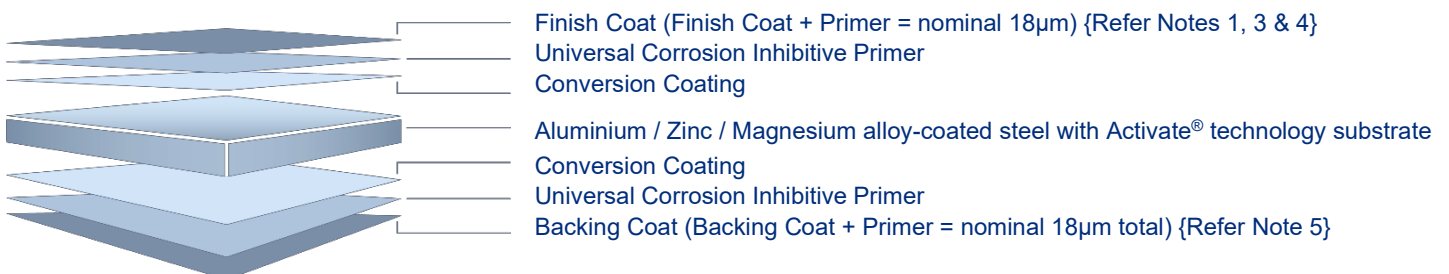 Finish Coat (Finish Coat + Primer = nominal 18µm) {Refer Notes 1, 3 & 4}
Universal Corrosion Inhibitive Primer
Conversion Coating
Aluminium / Zinc / Magnesium alloy-coated steel with Activate® technology substrate
Conversion Coating
Universal Corrosion Inhibitive Primer
Backing Coat (Backing Coat + Primer = nominal 18µm total) {Refer Note 5}